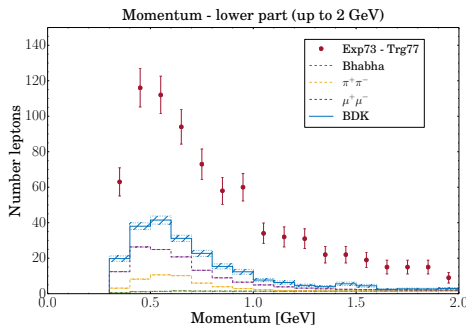 Momentum - lower part (up to 2 GeV)
Number leptons
140
120
100
80
60
40
20
0
0.0 0.5 1.0 1.5 2.0
Momentum [GeV]
Exp73 - Trg77
Bhabha
π⁺π⁻
μ⁺μ⁻
BDK